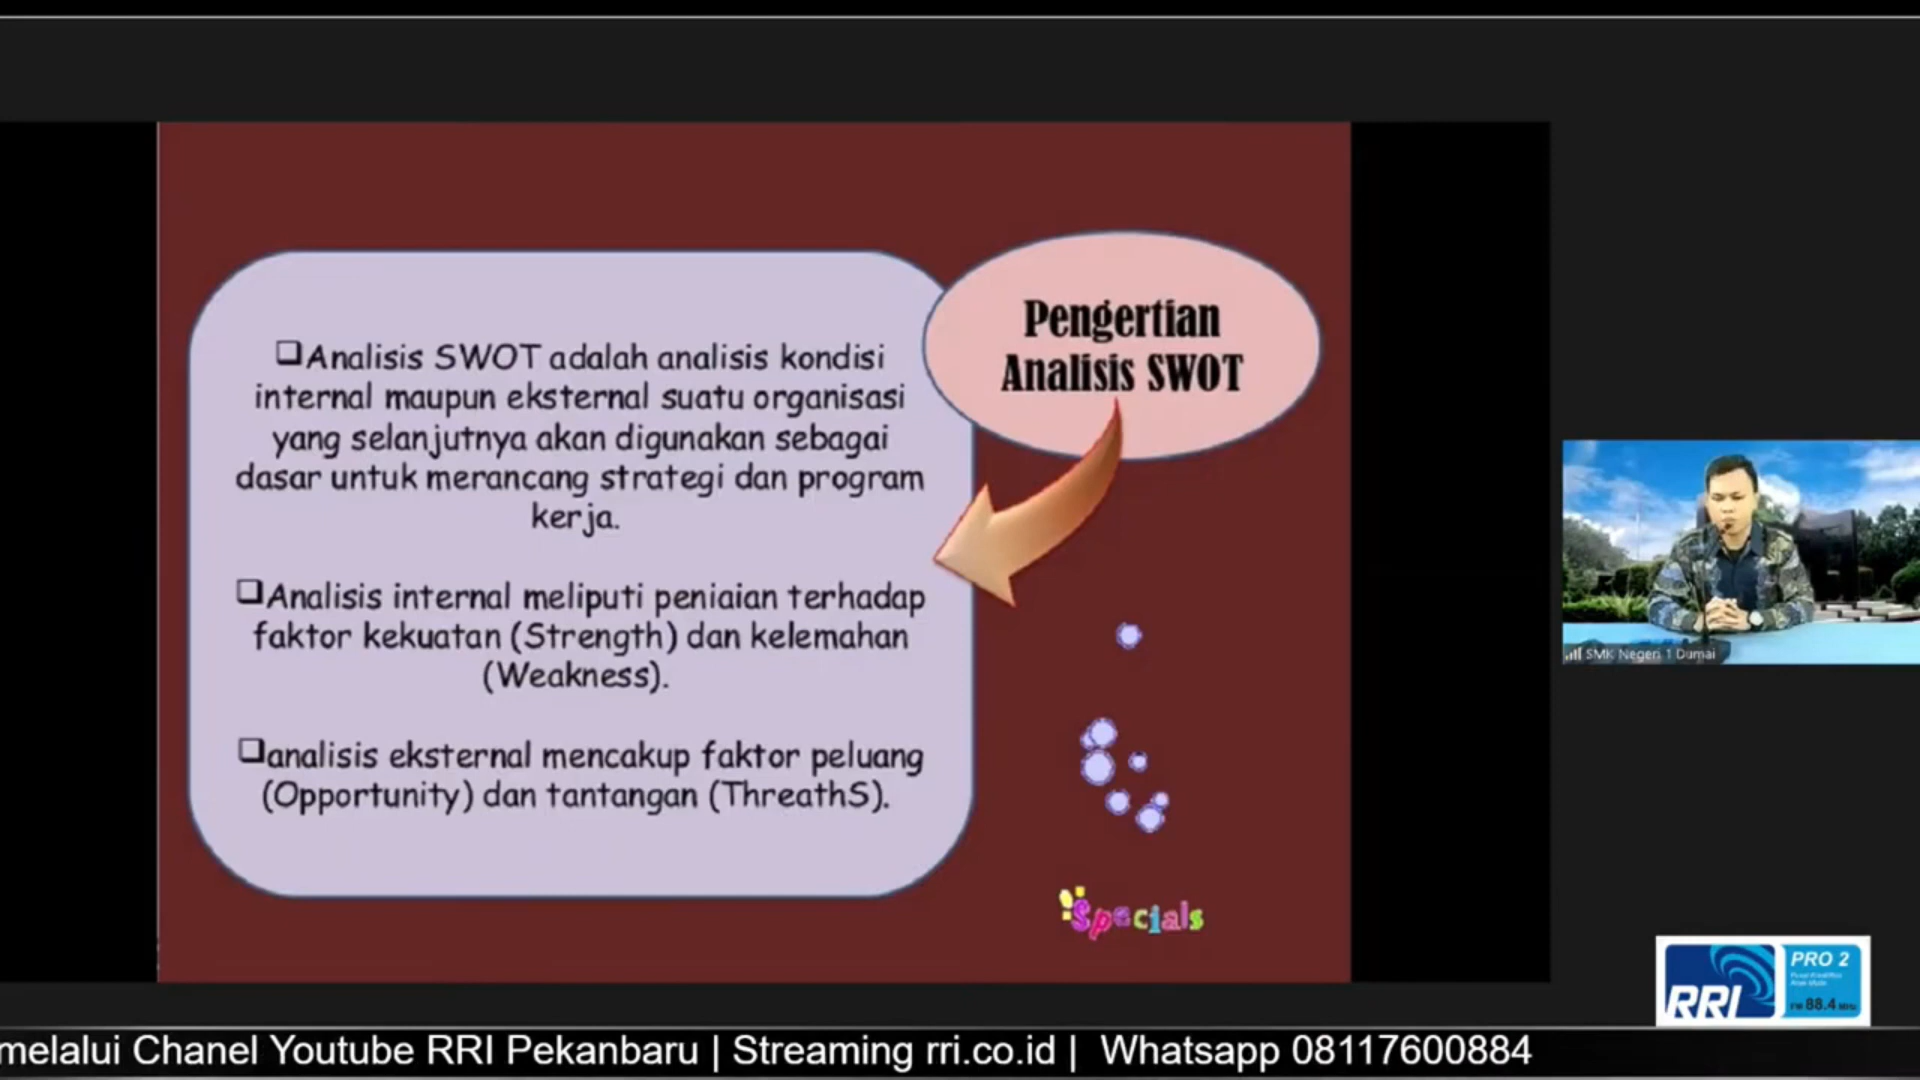 Pengertian
Analisis SWOT
❑Analisis SWOT adalah analisis kondisi
internal maupun eksternal suatu organisasi
yang selanjutnya akan digunakan sebagai
dasar untuk merancang strategi dan program
kerja.
❑Analisis internal meliputi peniaian terhadap
faktor kekuatan (Strength) dan kelemahan
(Weakness).
❑analisis eksternal mencakup faktor peluang
(Opportunity) dan tantangan (ThreathS).
Specials
SMK Negeri 1 Dumai
RRI
PRO 2
FM 88.4 MHz
melalui Chanel Youtube RRI Pekanbaru | Streaming rri.co.id | Whatsapp 08117600884